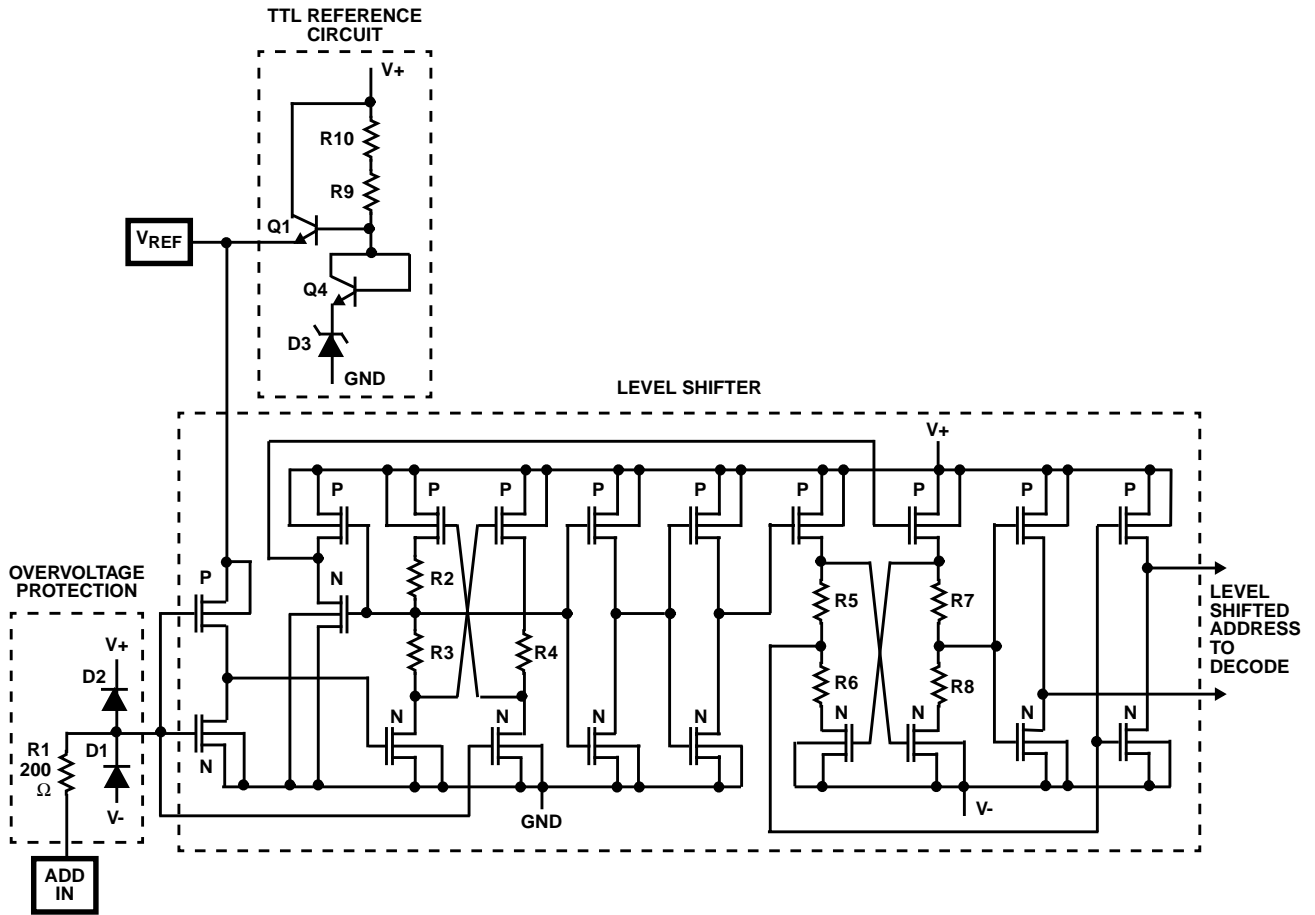 TTL REFERENCE
CIRCUIT
V+
R10
R9
Q1
VREF
Q4
D3
GND
LEVEL SHIFTER
V+
P P P P P P P P
R2
R5 R7
P
N
OVERVOLTAGE
PROTECTION
R3 R4
R6 R8
LEVEL
SHIFTED
ADDRESS
TO
DECODE
V+
D2
N N N N N N N N
R1
200
Ω
D1
N
V-
GND
V-
ADD
IN